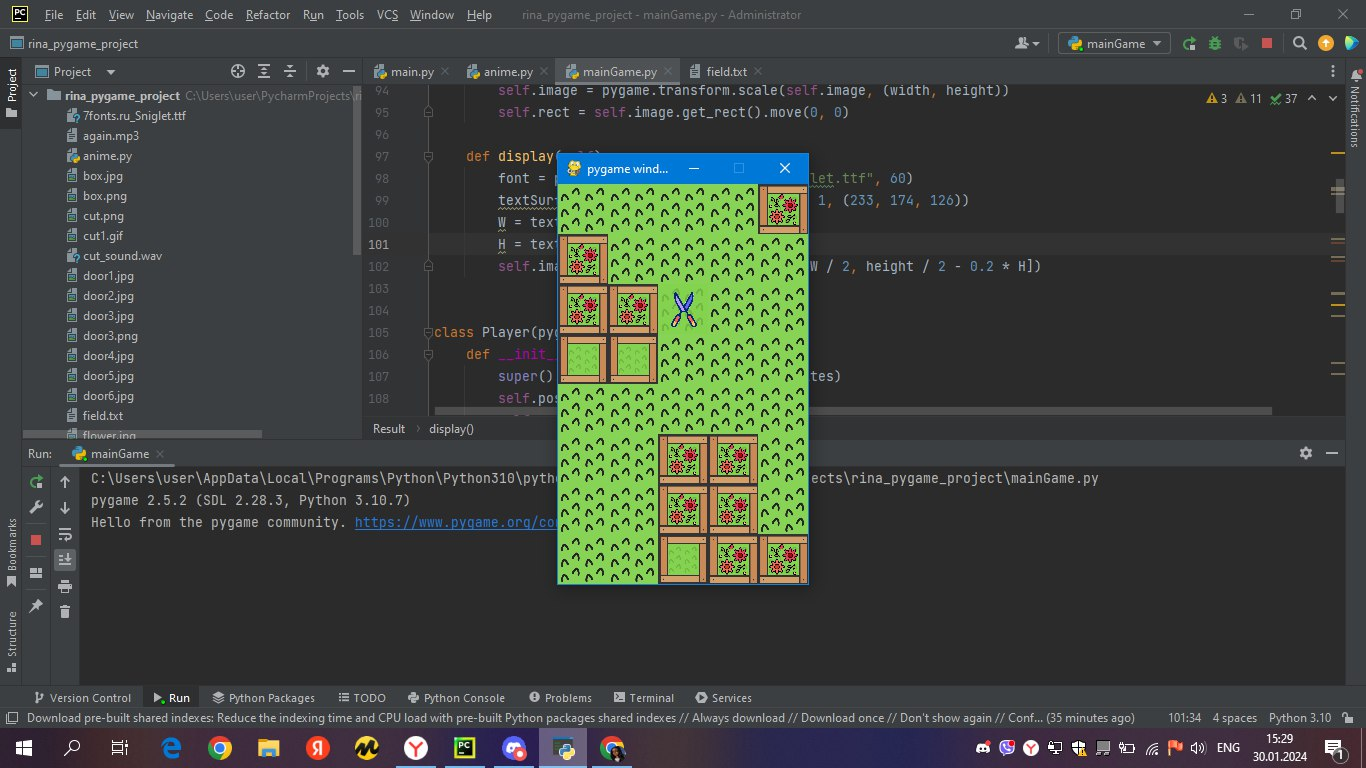 File Edit View Navigate Code Refactor Run Tools VCS Window Help rina_pygame_project - mainGame.py - Administrator
rina_pygame_project mainGame
Project
Project
rina_pygame_project C:\Users\user\PycharmProjects\ri
7fonts.ru_Sniglet.ttf
again.mp3
anime.py
box.jpg
box.png
cut.png
cut1.gif
cut_sound.wav
door1.jpg
door2.jpg
door3.jpg
door3.png
door4.jpg
door5.jpg
door6.jpg
field.txt
flower.jpg
main.py anime.py mainGame.py field.txt
3 11 37
94 self.image = pygame.transform.scale(self.image, (width, height))
95 self.rect = self.image.get_rect().move(0, 0)
96
97 def display(
98 font = let.ttf", 60)
99 textSur 1, (233, 174, 126))
100 W = tex
101 H = tex
102 self.ima W / 2, height / 2 - 0.2 * H])
103
104
105 class Player(pyg
106 def __init_ 
107 super() tes)
108 self.pos
Result display()
pygame wind...
Notifications
Run: mainGame
C:\Users\user\AppData\Local\Programs\Python\Python310\pytho ects\rina_pygame_project\mainGame.py
pygame 2.5.2 (SDL 2.28.3, Python 3.10.7)
Hello from the pygame community. https://www.pygame.org/con
Bookmarks
Structure
Version Control Run Python Packages TODO Python Console Problems Terminal Services
Download pre-built shared indexes: Reduce the indexing time and CPU load with pre-built Python packages shared indexes // Always download // Download once // Don't show again // Conf... (35 minutes ago) 101:34 4 spaces Python 3.10
ENG 15:29
30.01.2024
1